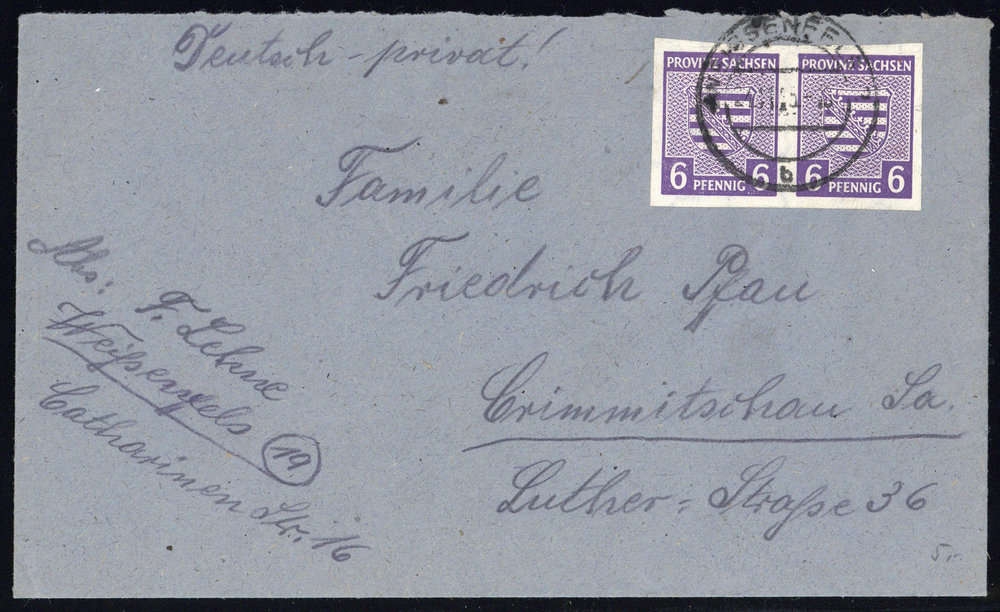 Deutsch-privat!
WEISSENFELS
b
PROVINZ SACHSEN
6 PFENNIG 6
PROVINZ SACHSEN
6 PFENNIG 6
Familie
Friedrich Pfau
Crimmitschau Sa.
Luther-Straße 36
Abs:
F. Lehne
Weißenfels (19)
Catharinen Str. 16